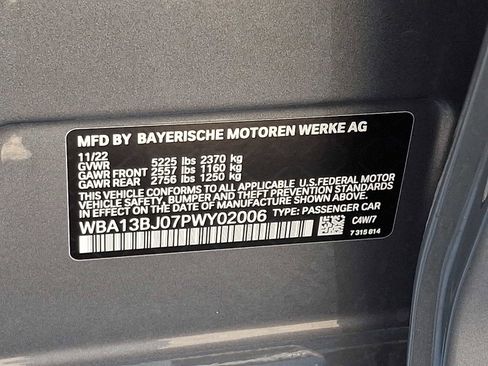 MFD BY BAYERISCHE MOTOREN WERKE AG
11/22
GVWR 5225 lbs 2370 kg
GAWR FRONT 2557 lbs 1160 kg
GAWR REAR 2756 lbs 1250 kg
THIS VEHICLE CONFORMS TO ALL APPLICABLE U.S.FEDERAL MOTOR
VEHICLE SAFETY, BUMPER AND THEFT PREVENTION STANDARDS
IN EFFECT ON THE DATE OF MANUFACTURE SHOWN ABOVE.
WBA13BJ07PWY02006 TYPE: PASSENGER CAR
C4W/7
7 315 814